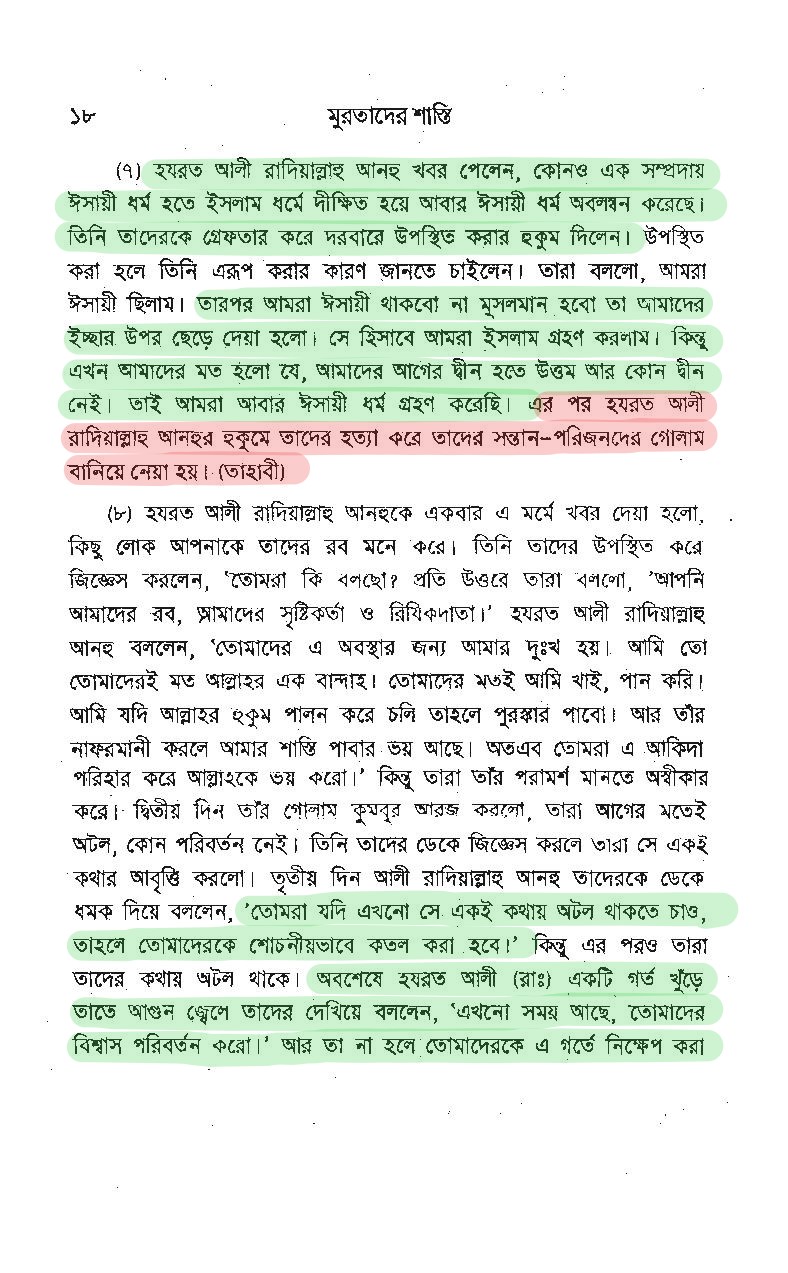 ১৮ মুরতাদের শাস্তি
(৭) হযরত আলী রাদিয়াল্লাহু আনহু খবর পেলেন, কোনও এক সম্প্রদায়
ঈসায়ী ধর্ম হতে ইসলাম ধর্মে দীক্ষিত হয়ে আবার ঈসায়ী ধর্ম অবলম্বন করেছে।
তিনি তাদেরকে গ্রেফতার করে দরবারে উপস্থিত করার হুকুম দিলেন। উপস্থিত
করা হলে তিনি এরূপ করার কারণ জানতে চাইলেন। তারা বললো, আমরা
ঈসায়ী ছিলাম। তারপর আমরা ঈসায়ী থাকবো না মুসলমান হবো তা আমাদের
ইচ্ছার উপর ছেড়ে দেয়া হলো। সে হিসাবে আমরা ইসলাম গ্রহণ করলাম। কিন্তু
এখন আমাদের মত হলো যে, আমাদের আগের দ্বীন হতে উত্তম আর কোন দ্বীন
নেই। তাই আমরা আবার ঈসায়ী ধর্ম গ্রহণ করেছি। এর পর হযরত আলী
রাদিয়াল্লাহু আনহুর হুকুমে তাদের হত্যা করে তাদের সন্তান-পরিজনদের গোলাম
বানিয়ে নেয়া হয়। (তাহাবী)
(৮) হযরত আলী রাদিয়াল্লাহু আনহুকে একবার এ মর্মে খবর দেয়া হলো,
কিছু লোক আপনাকে তাদের রব মনে করে। তিনি তাদের উপস্থিত করে
জিজ্ঞেস করলেন, 'তোমরা কি বলছো? প্রতি উত্তরে তারা বললো, 'আপনি
আমাদের রব, আমাদের সৃষ্টিকর্তা ও রিযিকদাতা।' হযরত আলী রাদিয়াল্লাহু
আনহু বললেন, 'তোমাদের এ অবস্থার জন্য আমার দুঃখ হয়। আমি তো
তোমাদেরই মত আল্লাহর এক বান্দাহ। তোমাদের মতই আমি খাই, পান করি।
আমি যদি আল্লাহর হুকুম পালন করে চলি তাহলে পুরস্কার পাবো। আর তাঁর
নাফরমানী করলে আমার শাস্তি পাবার ভয় আছে। অতএব তোমরা এ আকিদা
পরিহার করে আল্লাহকে ভয় করো।' কিন্তু তারা তাঁর পরামর্শ মানতে অস্বীকার
করে। দ্বিতীয় দিন তাঁর গোলাম কুমবুর আরজ করলো, তারা আগের মতেই
অটল, কোন পরিবর্তন নেই। তিনি তাদের ডেকে জিজ্ঞেস করলে তারা সে একই
কথার আবৃত্তি করলো। তৃতীয় দিন আলী রাদিয়াল্লাহু আনহু তাদেরকে ডেকে
ধমক দিয়ে বললেন, 'তোমরা যদি এখনো সে একই কথায় অটল থাকতে চাও,
তাহলে তোমাদেরকে শোচনীয়ভাবে কতল করা হবে।' কিন্তু এর পরও তারা
তাদের কথায় অটল থাকে। অবশেষে হযরত আলী (রাঃ) একটি গর্ত খুঁড়ে
তাতে আগুন জ্বেলে তাদের দেখিয়ে বললেন, 'এখনো সময় আছে, তোমাদের
বিশ্বাস পরিবর্তন করো।' আর তা না হলে তোমাদেরকে এ গর্তে নিক্ষেপ করা